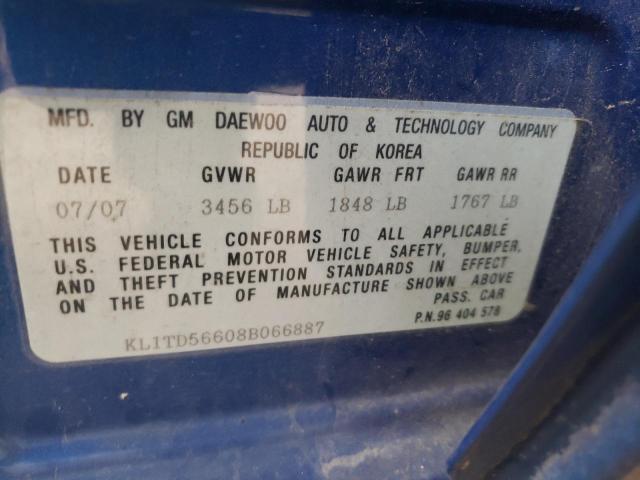 MFD. BY GM DAEWOO AUTO & TECHNOLOGY COMPANY
REPUBLIC OF KOREA
DATE GVWR GAWR FRT GAWR RR
07/07 3456 LB 1848 LB 1767 LB
THIS VEHICLE CONFORMS TO ALL APPLICABLE
U.S. FEDERAL MOTOR VEHICLE SAFETY, BUMPER,
AND THEFT PREVENTION STANDARDS IN EFFECT
ON THE DATE OF MANUFACTURE SHOWN ABOVE
PASS. CAR
P.N.96 404 578
KL1TD56608B066887